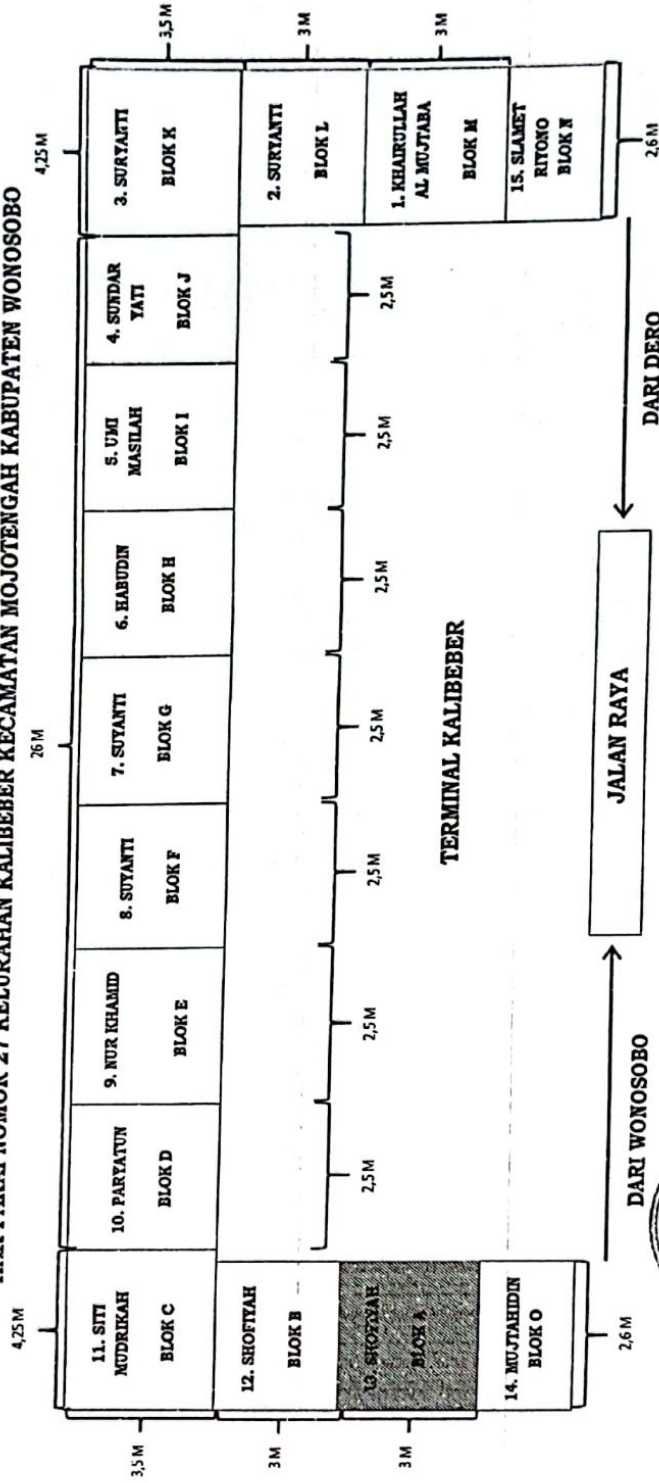 HAK PAKAI NOMOR 27 KELURAHAN KALIBEBER KECAMATAN MOJOTENGAH KABUPATEN WONOSOBO
4,25 M
26 M
4,25 M
3,5 M
3 M
3 M
11. SITI
MUDRIKAH
BLOK C
10. PARYATUN
BLOK D
9. NUR KHAMID
BLOK E
8. SUYANTI
BLOK F
7. SUYANTI
BLOK G
6. HABUDIN
BLOK H
5. UMI
MASILAH
BLOK I
4. SUNDAR
YATI
BLOK J
3. SURYANTI
BLOK K
3,5 M
3 M
3 M
12. SHOFIYAH
BLOK B
13. SHOFIYAH
BLOK A
14. MUJTAHIDIN
BLOK O
2,6 M
2,5 M
2,5 M
2,5 M
2,5 M
2,5 M
2,5 M
2,5 M
2. SURYANTI
BLOK L
1. KHAIRULLAH
AL MUJTABA
BLOK M
15. SLAMET
RIYONO
BLOK N
2,6 M
TERMINAL KALIBEBER
DARI WONOSOBO
JALAN RAYA
DARI DERO